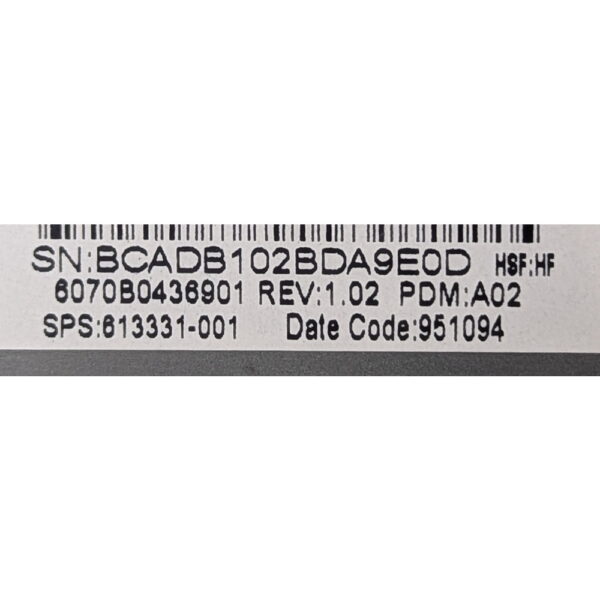 SN:BCADB102BDA9E0D HSF:HF
6070B0436901 REV:1.02 PDM:A02
SPS:613331-001 Date Code:951094